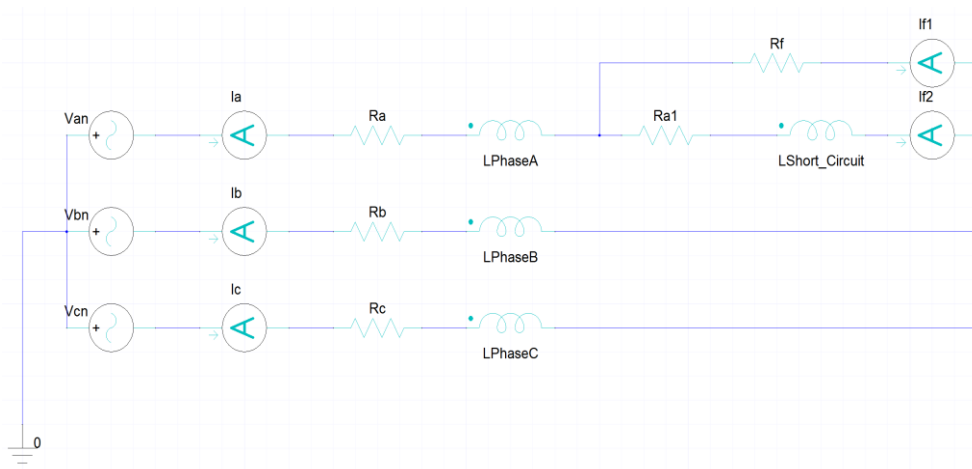 If1
Rf
A
Ia
If2
Van
Ra
Ra1
+
A
A
LPhaseA
LShort_Circuit
Ib
Vbn
Rb
+
A
LPhaseB
Ic
Vcn
Rc
+
A
LPhaseC
0